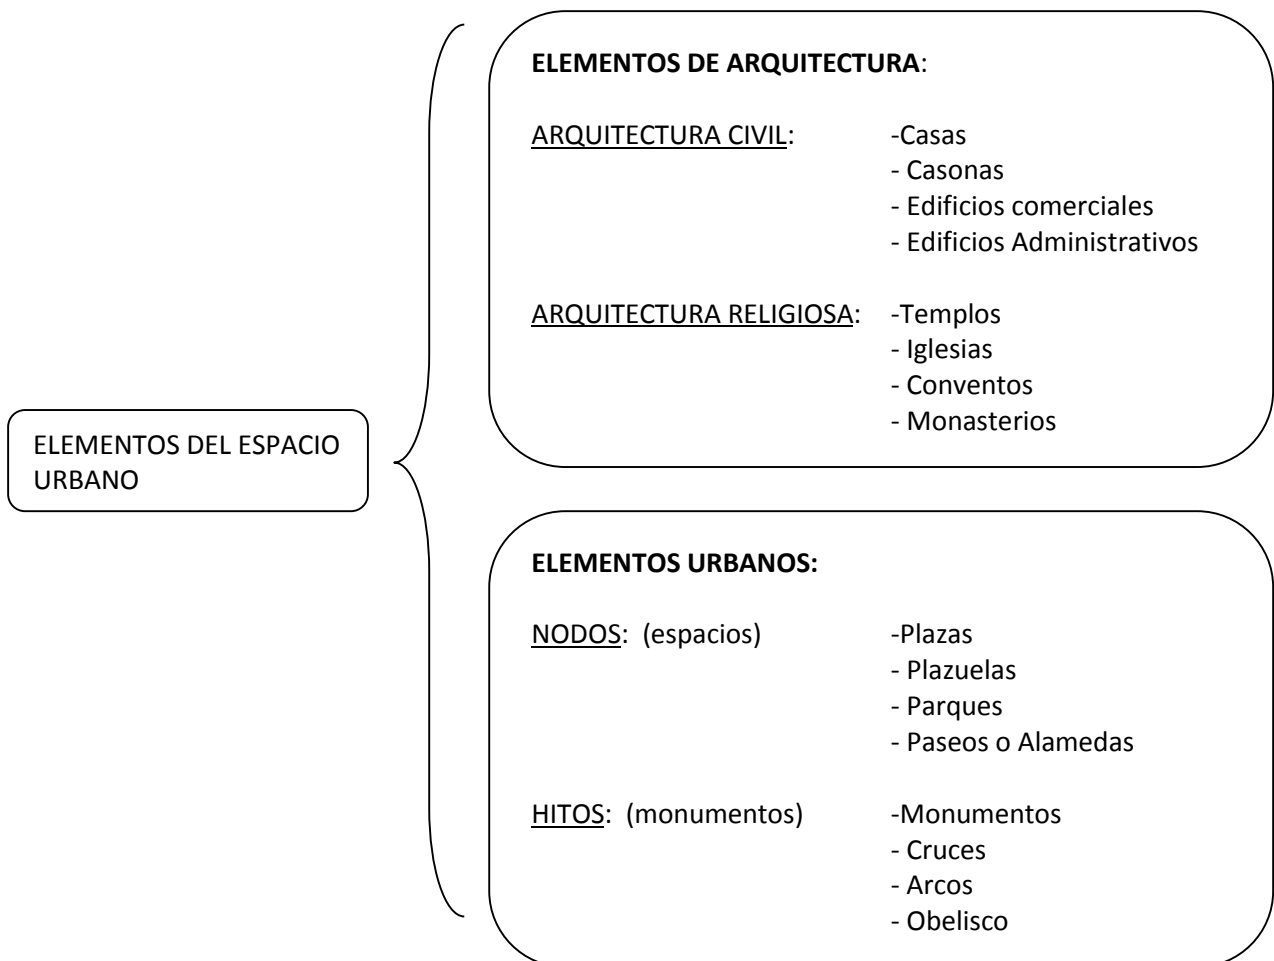 ELEMENTOS DEL ESPACIO
URBANO
ELEMENTOS DE ARQUITECTURA:
ARQUITECTURA CIVIL: -Casas
- Casonas
- Edificios comerciales
- Edificios Administrativos
ARQUITECTURA RELIGIOSA: -Templos
- Iglesias
- Conventos
- Monasterios
ELEMENTOS URBANOS:
NODOS: (espacios) -Plazas
- Plazuelas
- Parques
- Paseos o Alamedas
HITOS: (monumentos) -Monumentos
- Cruces
- Arcos
- Obelisco